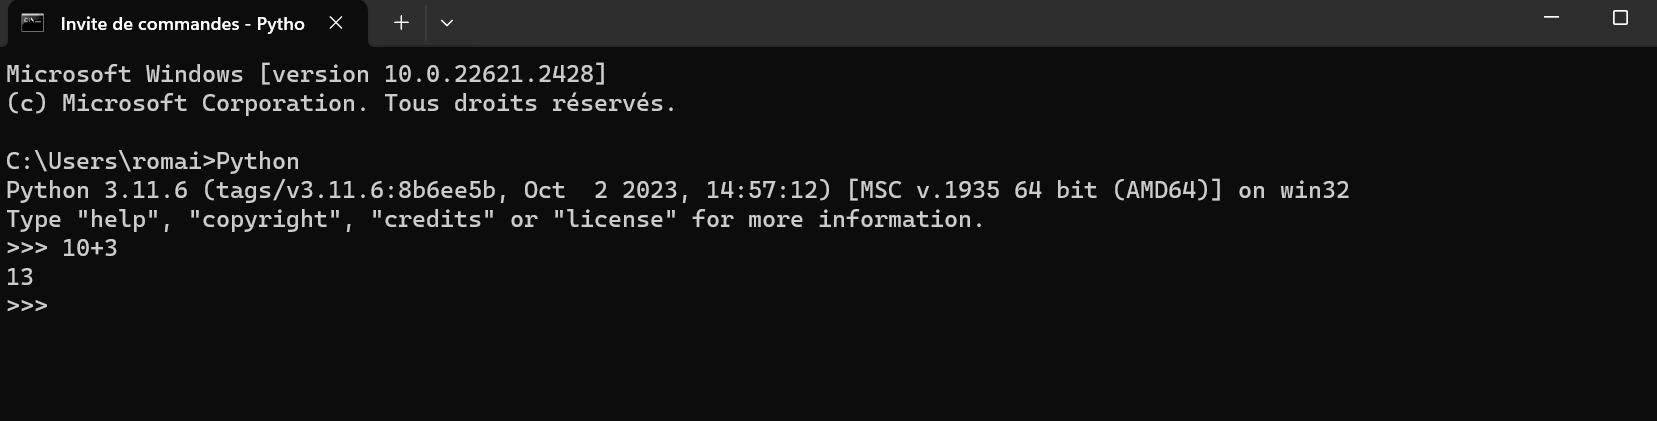 Invite de commandes - Pytho
Microsoft Windows [version 10.0.22621.2428]
(c) Microsoft Corporation. Tous droits réservés.
C:\Users\romai>Python
Python 3.11.6 (tags/v3.11.6:8b6ee5b, Oct  2 2023, 14:57:12) [MSC v.1935 64 bit (AMD64)] on win32
Type "help", "copyright", "credits" or "license" for more information.
>>> 10+3
13
>>>